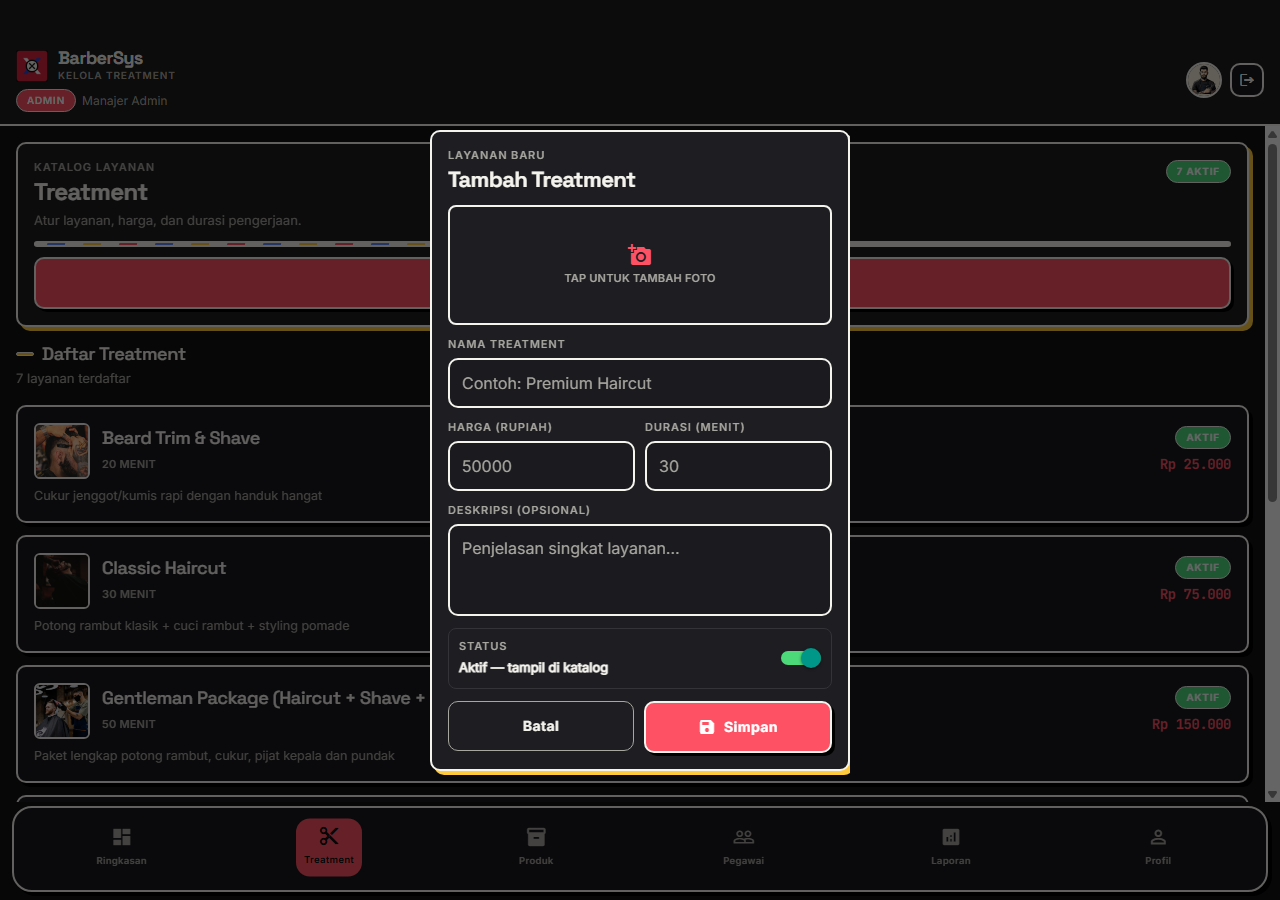 BarberSys
KELOLA TREATMENT
ADMIN Manajer Admin
KATALOG LAYANAN
7 AKTIF
Treatment
Atur layanan, harga, dan durasi pengerjaan.
Daftar Treatment
7 layanan terdaftar
Beard Trim & Shave
AKTIF
20 MENIT
Rp 25.000
Cukur jenggot/kumis rapi dengan handuk hangat
Classic Haircut
AKTIF
30 MENIT
Rp 75.000
Potong rambut klasik + cuci rambut + styling pomade
Gentleman Package (Haircut + Shave +
AKTIF
50 MENIT
Rp 150.000
Paket lengkap potong rambut, cukur, pijat kepala dan pundak
LAYANAN BARU
Tambah Treatment
TAP UNTUK TAMBAH FOTO
NAMA TREATMENT
Contoh: Premium Haircut
HARGA (RUPIAH)
DURASI (MENIT)
50000
30
DESKRIPSI (OPSIONAL)
Penjelasan singkat layanan...
STATUS
Aktif — tampil di katalog
Batal
Simpan
Ringkasan
Treatment
Produk
Pegawai
Laporan
Profil